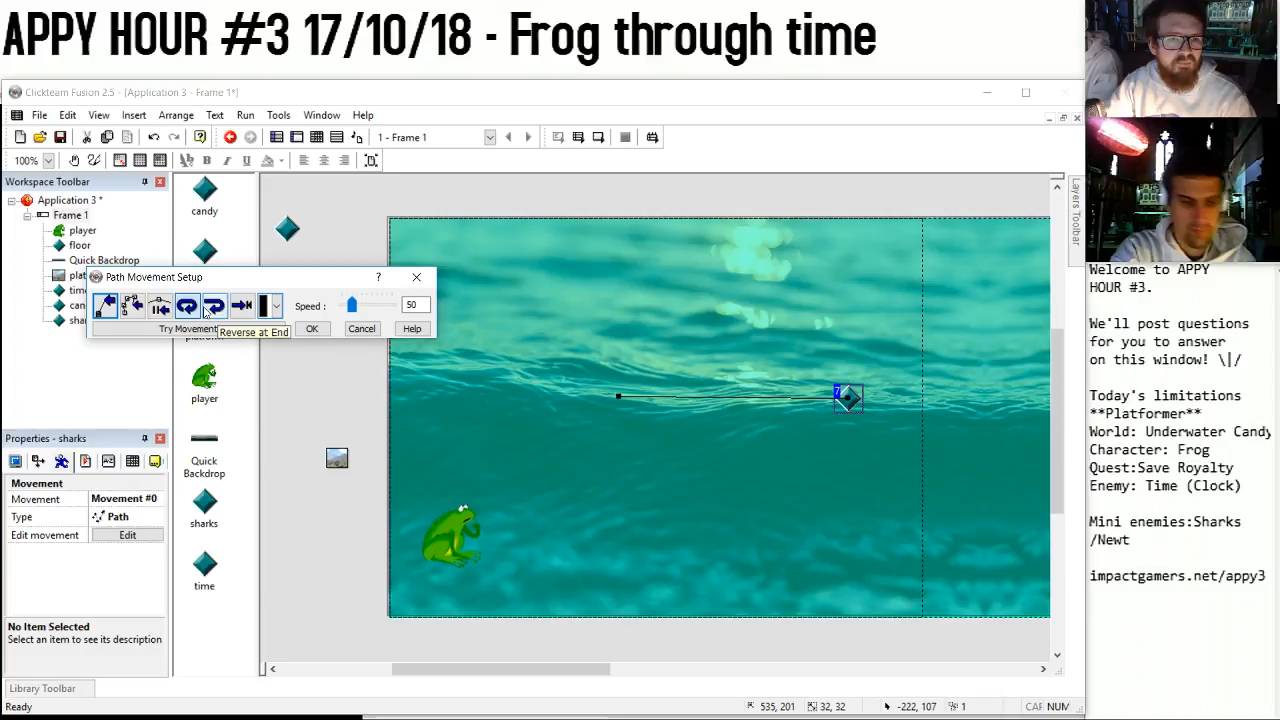 APPY HOUR #3 17/10/18 - Frog through time
Clickteam Fusion 2.5 - [Application 3 - Frame 1*]
File Edit View Insert Arrange Text Run Tools Window Help
1 - Frame 1
100%
Workspace Toolbar
Application 3 *
Frame 1
player
floor
Quick Backdrop
candy
Path Movement Setup
Speed :
50
Try Movement
OK
Cancel
Help
Reverse at End
player
Quick
Backdrop
sharks
time
Properties - sharks
Movement
Movement Movement #0
Type Path
Edit movement Edit
No Item Selected
Select an item to see its description
Library Toolbar
Ready
535, 201
32, 32
-222, 107
1
NUM
Layers Toolbar
7
Welcome to APPY
HOUR #3.
We'll post questions
for you to answer
on this window! \|/
Today's limitations
**Platformer**
World: Underwater Candy
Character: Frog
Quest:Save Royalty
Enemy: Time (Clock)
Mini enemies:Sharks
/Newt
impactgamers.net/appy3